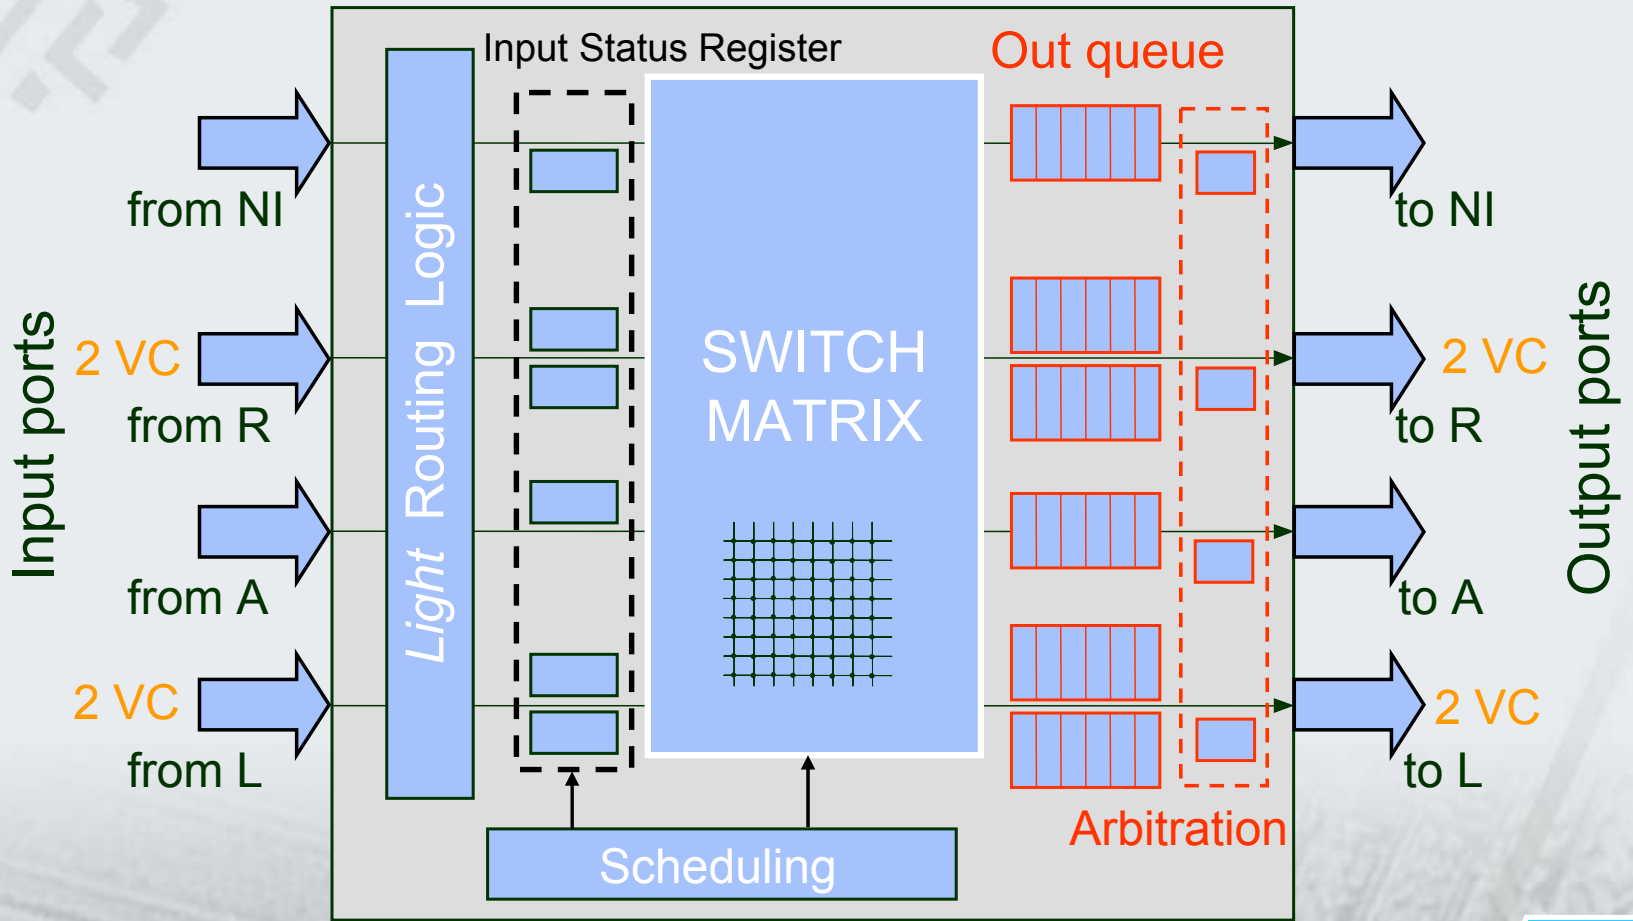 Input Status Register
Out queue
from NI
to NI
Input ports
Light Routing Logic
SWITCH
MATRIX
Output ports
2 VC
from R
2 VC
to R
from A
to A
2 VC
from L
2 VC
to L
Arbitration
Scheduling